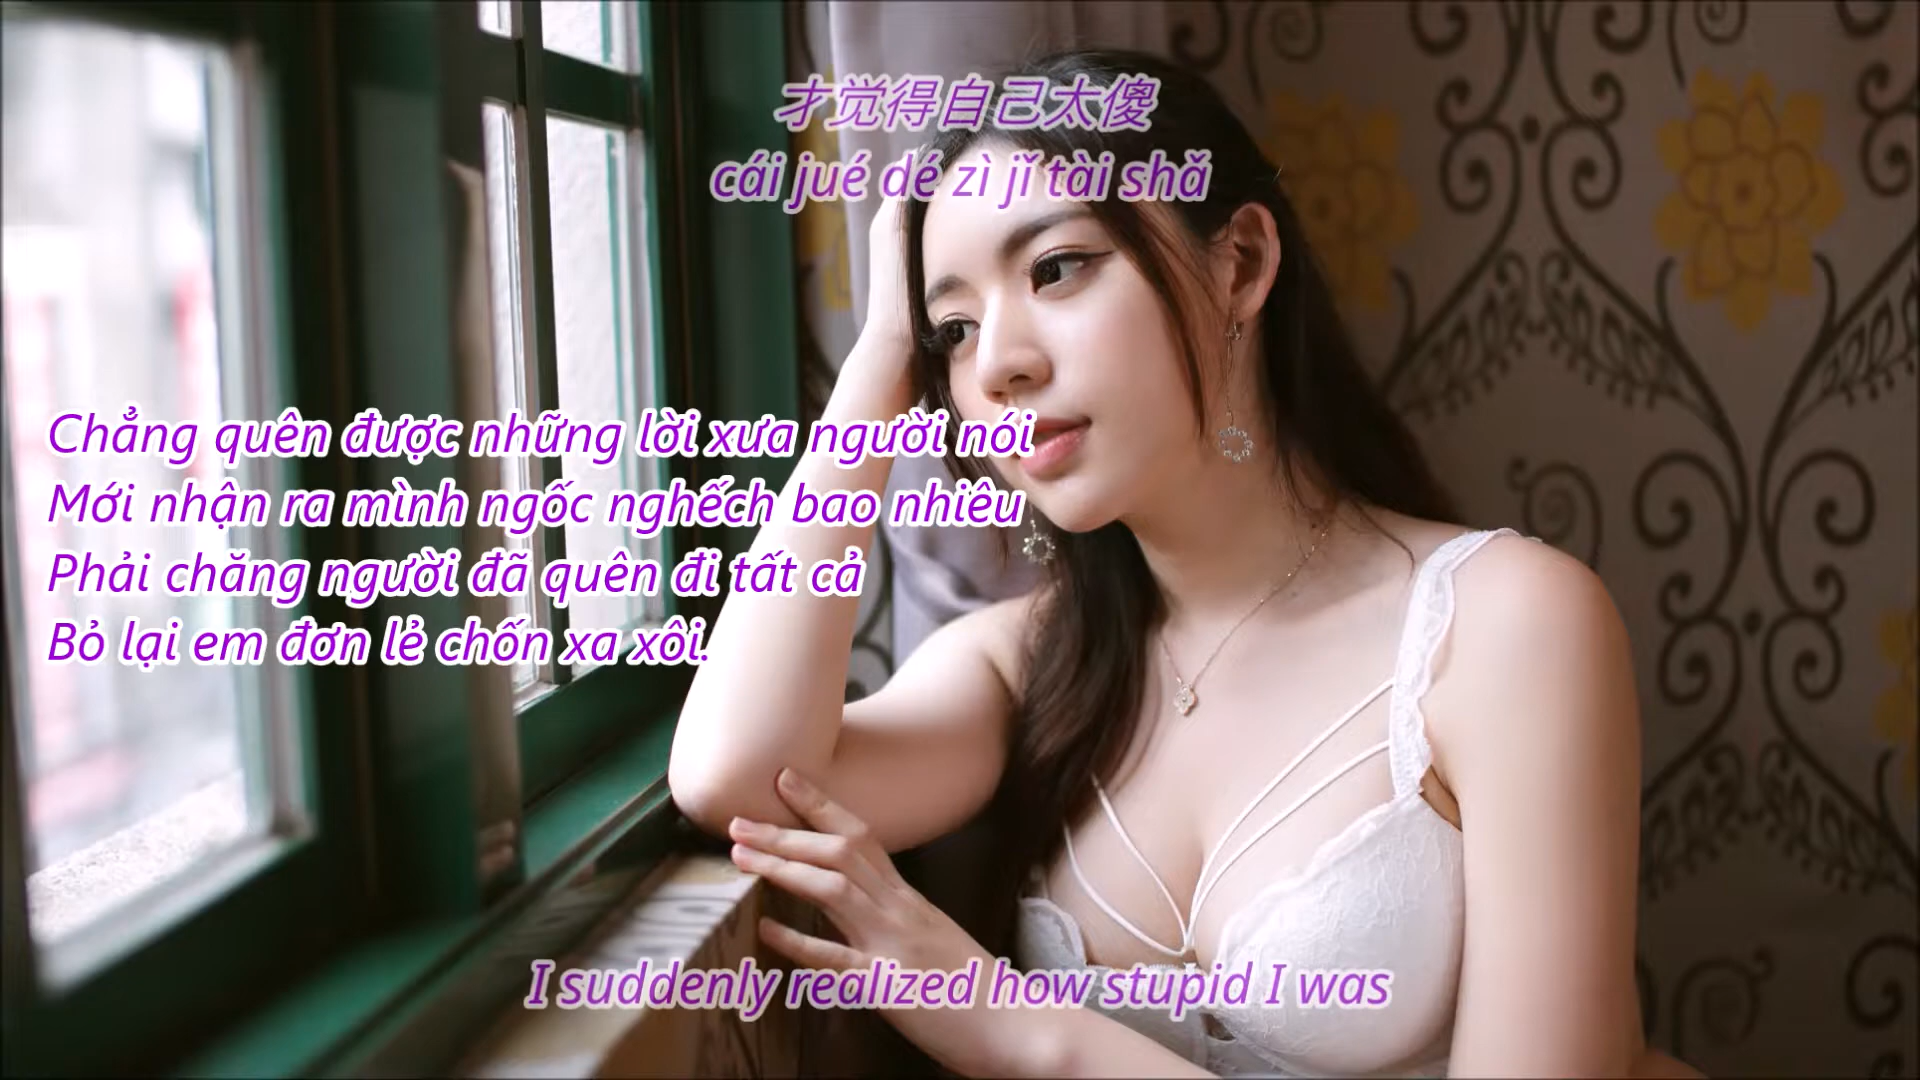 才觉得自己太傻
cái jué dé zì jǐ tài shǎ
Chẳng quên được những lời xưa người nói
Mới nhận ra mình ngốc nghếch bao nhiêu
Phải chăng người đã quên đi tất cả
Bỏ lại em đơn lẻ chốn xa xôi.
I suddenly realized how stupid I was